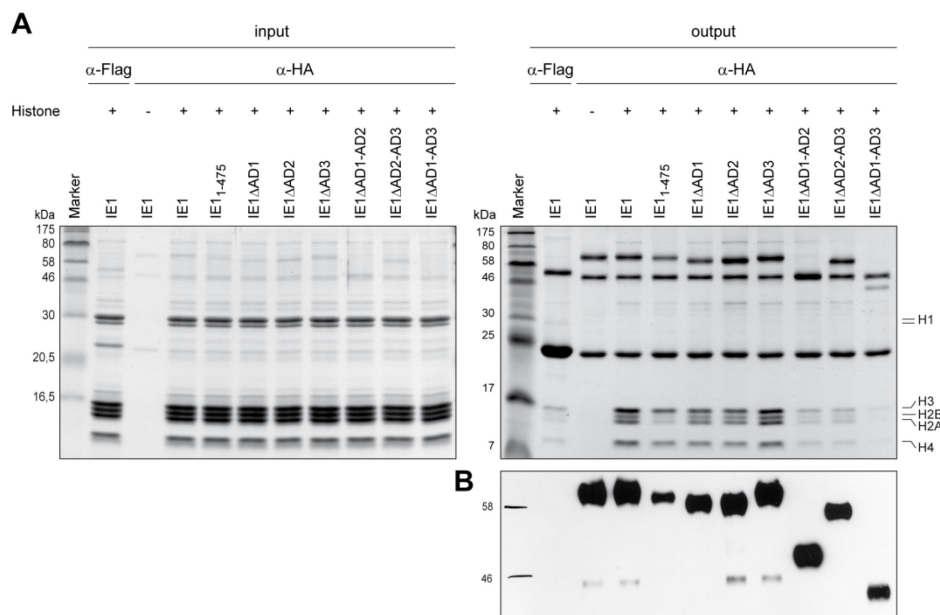 A
input
output
α-Flag
α-HA
α-Flag
α-HA
Histone
+ - + + + + + + + +
+ - + + + + + + + +
Marker
IE1
IE1
IE1
IE1₁₋₄₇₅
IE1ΔAD1
IE1ΔAD2
IE1ΔAD3
IE1ΔAD1-AD2
IE1ΔAD2-AD3
IE1ΔAD1-AD3
Marker
IE1
IE1
IE1
IE1₁₋₄₇₅
IE1ΔAD1
IE1ΔAD2
IE1ΔAD3
IE1ΔAD1-AD2
IE1ΔAD2-AD3
IE1ΔAD1-AD3
kDa
175
80
58
46
30
20,5
16,5
kDa
175
80
58
46
30
25
17
7
H1
H3
H2B
H2A
H4
B
58
46